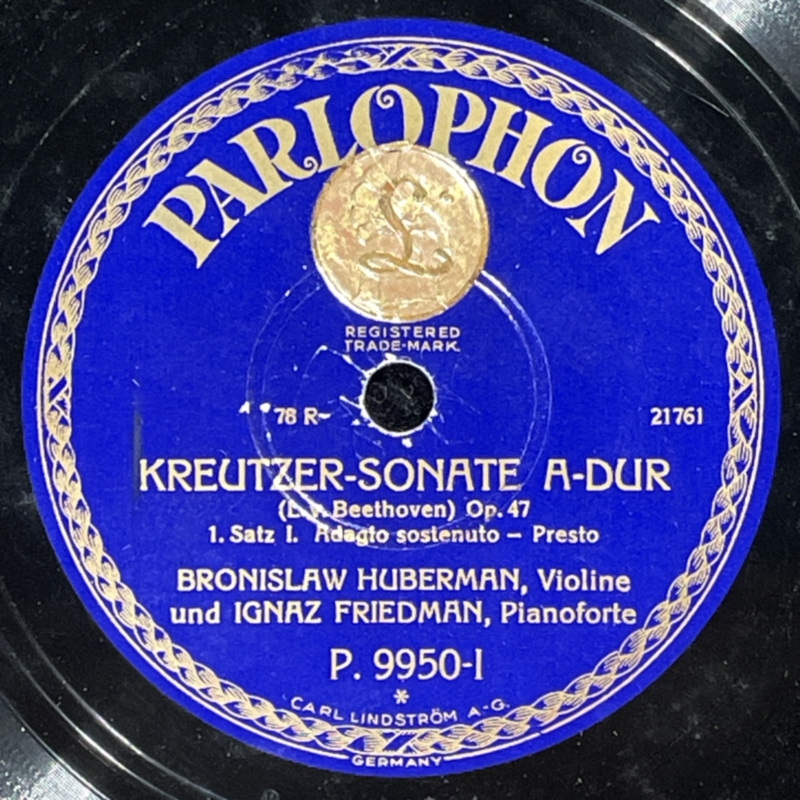 PARLOPHON
£
REGISTERED
TRADE-MARK.
78 R~
21761
KREUTZER-SONATE A-DUR
(L. v. Beethoven) Op. 47
1. Satz I. Adagio sostenuto – Presto
BRONISLAW HUBERMAN, Violine
und IGNAZ FRIEDMAN, Pianoforte
P. 9950-I
*
CARL LINDSTRÖM A-G.
GERMANY